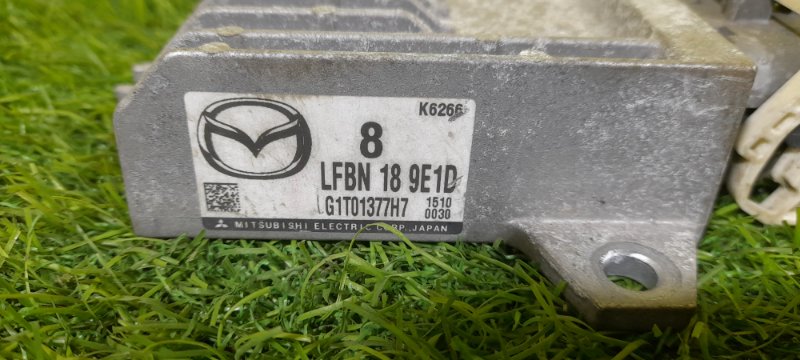 K6266
8
LFBN 18 9E1D
G1T01377H7 1510
0030
MITSUBISHI ELECTRIC CORP. JAPAN